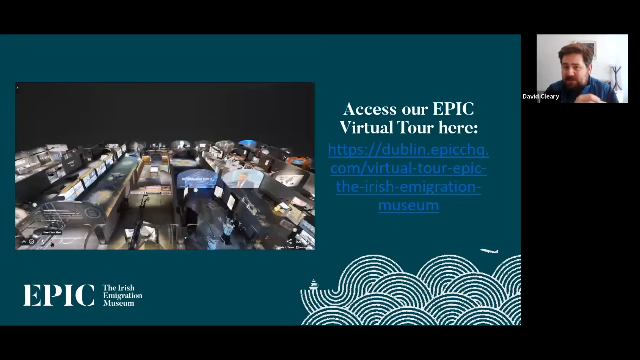 Access our EPIC
Virtual Tour here:
https://dublin.epicchq.
com/virtual-tour-epic-
the-irish-emigration-
museum
David Cleary
EPIC
The Irish
Emigration
Museum